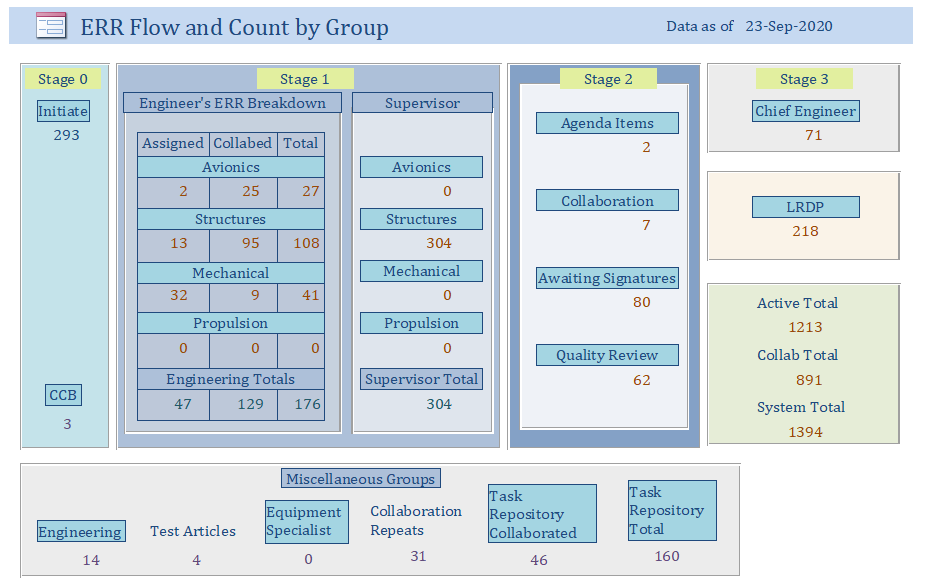 ERR Flow and Count by Group
Data as of 23-Sep-2020
Stage 0
Initiate
293
CCB
3
Stage 1
Engineer's ERR Breakdown
Assigned Collabed Total
Avionics
2 25 27
Structures
13 95 108
Mechanical
32 9 41
Propulsion
0 0 0
Engineering Totals
47 129 176
Supervisor
Avionics
0
Structures
304
Mechanical
0
Propulsion
0
Supervisor Total
304
Stage 2
Agenda Items
2
Collaboration
7
Awaiting Signatures
80
Quality Review
62
Stage 3
Chief Engineer
71
LRDP
218
Active Total
1213
Collab Total
891
System Total
1394
Miscellaneous Groups
Engineering
14
Test Articles
4
Equipment
Specialist
0
Collaboration
Repeats
31
Task
Repository
Collaborated
46
Task
Repository
Total
160